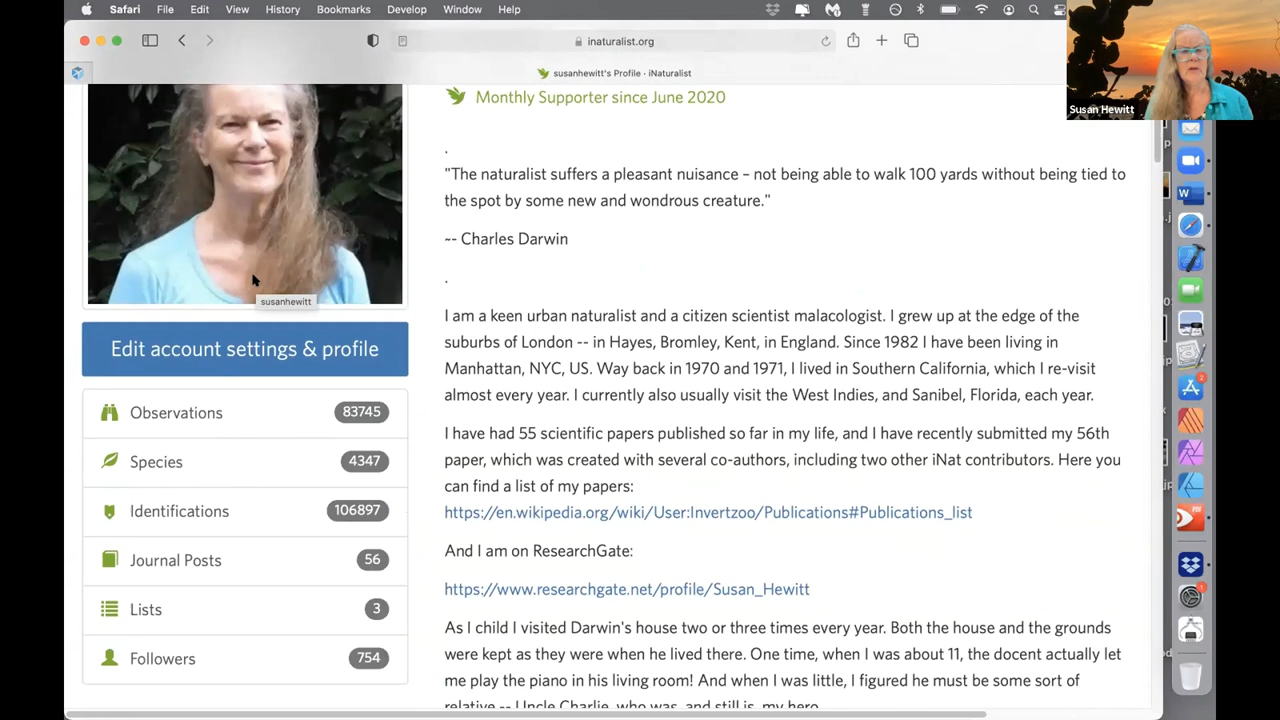 Safari File Edit View History Bookmarks Develop Window Help
inaturalist.org
susanhewitt's Profile · iNaturalist
Susan Hewitt
Monthly Supporter since June 2020
.
"The naturalist suffers a pleasant nuisance – not being able to walk 100 yards without being tied to
the spot by some new and wondrous creature."
~- Charles Darwin
.
susanhewitt
I am a keen urban naturalist and a citizen scientist malacologist. I grew up at the edge of the
suburbs of London -- in Hayes, Bromley, Kent, in England. Since 1982 I have been living in
Manhattan, NYC, US. Way back in 1970 and 1971, I lived in Southern California, which I re-visit
almost every year. I currently also usually visit the West Indies, and Sanibel, Florida, each year.
Edit account settings & profile
Observations 83745
Species 4347
Identifications 106897
Journal Posts 56
Lists 3
Followers 754
I have had 55 scientific papers published so far in my life, and I have recently submitted my 56th
paper, which was created with several co-authors, including two other iNat contributors. Here you
can find a list of my papers:
https://en.wikipedia.org/wiki/User:Invertzoo/Publications#Publications_list
And I am on ResearchGate:
https://www.researchgate.net/profile/Susan_Hewitt
As I child I visited Darwin's house two or three times every year. Both the house and the grounds
were kept as they were when he lived there. One time, when I was about 11, the docent actually let
me play the piano in his living room! And when I was little, I figured he must be some sort of
relative -- Uncle Charlie, who was, and still is, my hero.